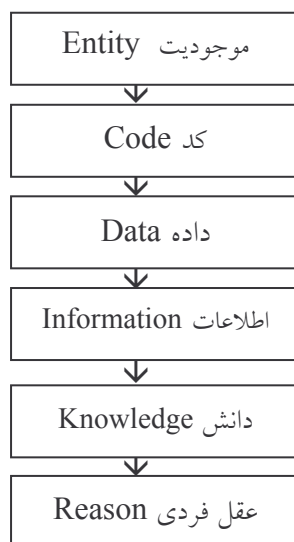 موجودیت Entity
کد Code
داده Data
اطلاعات Information
دانش Knowledge
عقل فردی Reason